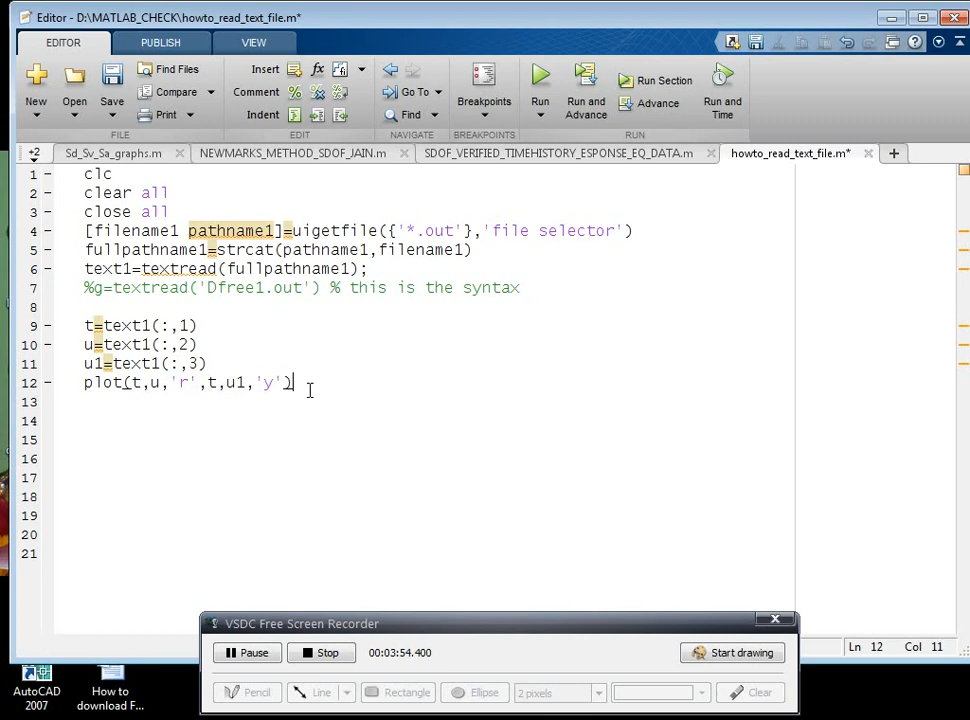 Editor - D:\MATLAB_CHECK\howto_read_text_file.m*
EDITOR PUBLISH VIEW
New Open Save Find Files Compare Print Insert Comment Indent Go To Find Breakpoints Run Run and Advance Run Section Advance Run and Time
FILE EDIT NAVIGATE BREAKPOINTS RUN
+2 Sd_Sv_Sa_graphs.m NEWMARKS_METHOD_SDOF_JAIN.m SDOF_VERIFIED_TIMEHISTORY_ESPONSE_EQ_DATA.m howto_read_text_file.m*
1 clc
2 clear all
3 close all
4 [filename1 pathname1]=uigetfile({'*.out'},'file selector')
5 fullpathname1=strcat(pathname1,filename1)
6 text1=textread(fullpathname1);
7 %g=textread('Dfree1.out') % this is the syntax
8
9 t=text1(:,1)
10 u=text1(:,2)
11 u1=text1(:,3)
12 plot(t,u,'r',t,u1,'y')
13
14
15
16
17
18
19
20
21
VSDC Free Screen Recorder
Pause Stop 00:03:54.400 Start drawing
Pencil Line Rectangle Ellipse 2 pixels Clear
Ln 12 Col 11
AutoCAD 2007
How to download F...